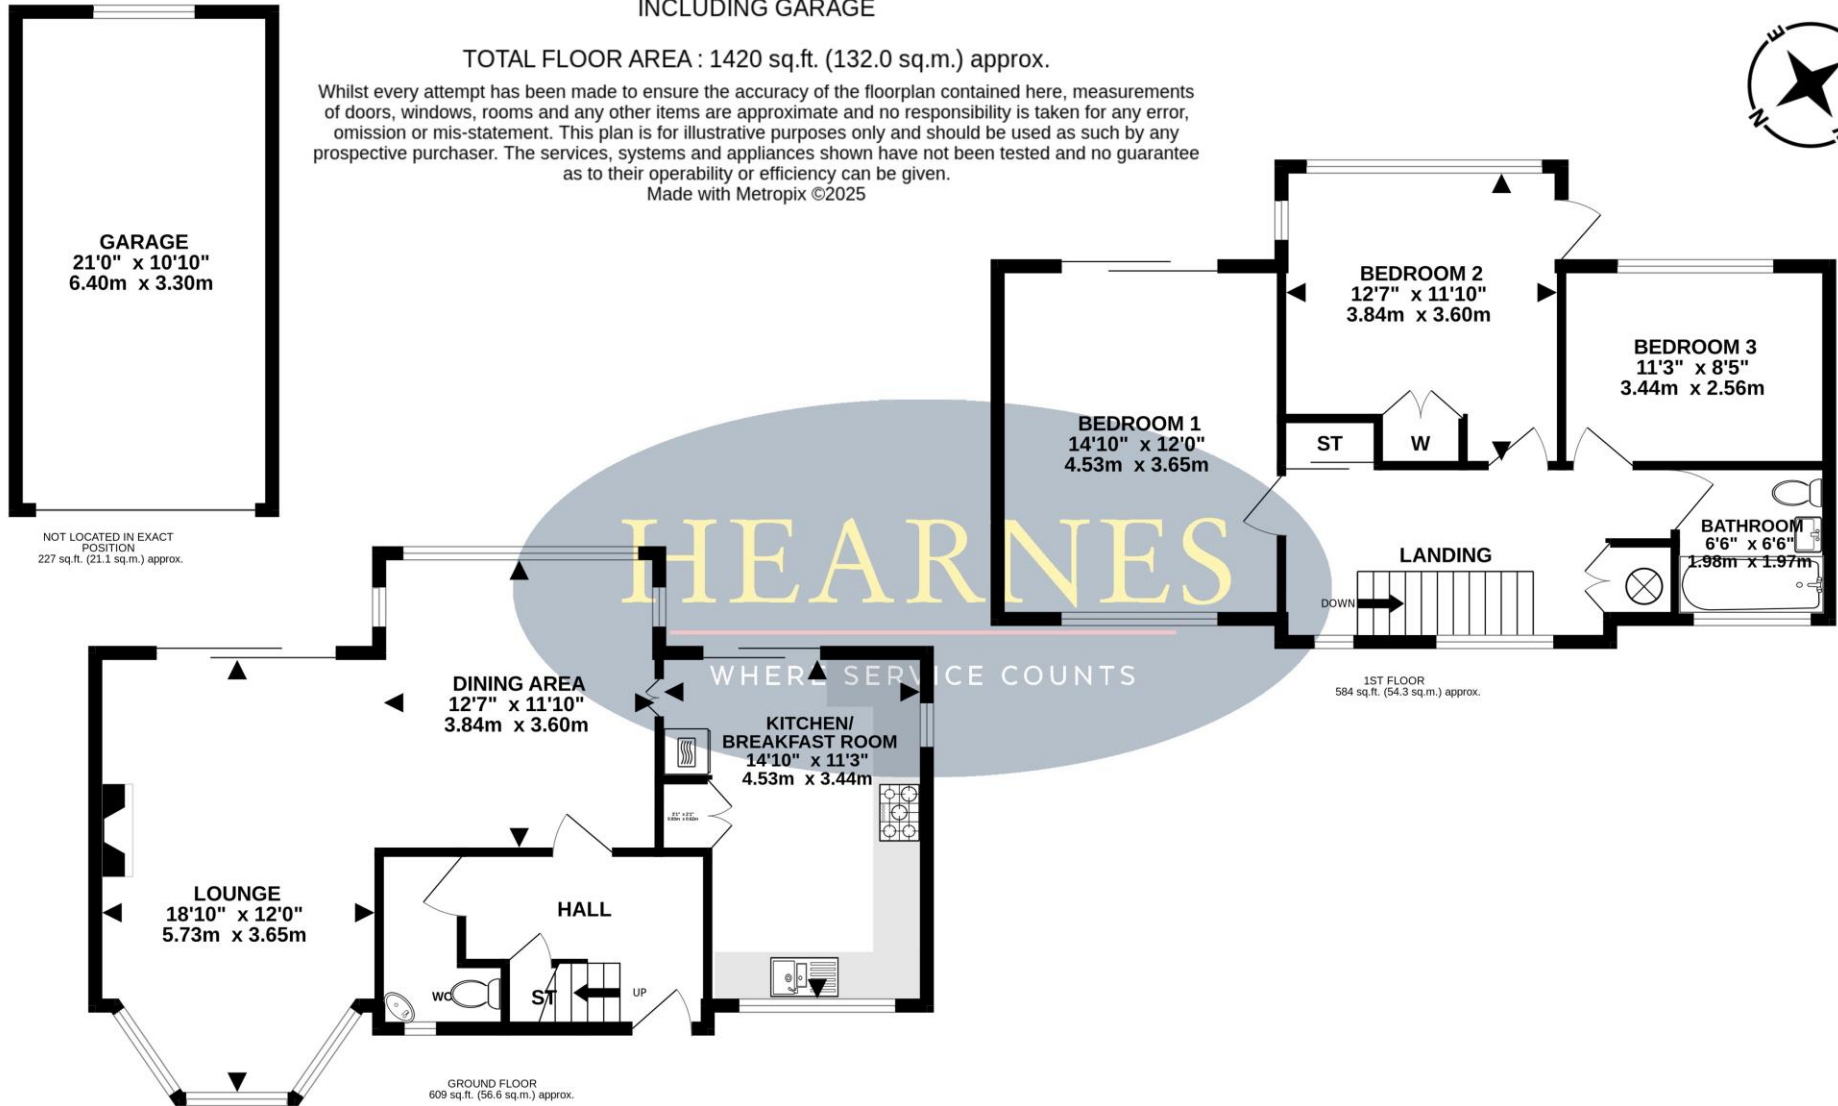 INCLUDING GARAGE
TOTAL FLOOR AREA : 1420 sq.ft. (132.0 sq.m.) approx.
Whilst every attempt has been made to ensure the accuracy of the floorplan contained here, measurements
of doors, windows, rooms and any other items are approximate and no responsibility is taken for any error,
omission or mis-statement. This plan is for illustrative purposes only and should be used as such by any
prospective purchaser. The services, systems and appliances shown have not been tested and no guarantee
as to their operability or efficiency can be given.
Made with Metropix ©2025
E
N
GARAGE
21'0" x 10'10"
6.40m x 3.30m
NOT LOCATED IN EXACT
POSITION
227 sq.ft. (21.1 sq.m.) approx.
BEDROOM 2
12'7" x 11'10"
3.84m x 3.60m
BEDROOM 3
11'3" x 8'5"
3.44m x 2.56m
BEDROOM 1
14'10" x 12'0"
4.53m x 3.65m
ST
W
BATHROOM
6'6" x 6'6"
1.98m x 1.97m
LANDING
DOWN
1ST FLOOR
584 sq.ft. (54.3 sq.m.) approx.
HEARNES
WHERE SERVICE COUNTS
DINING AREA
12'7" x 11'10"
3.84m x 3.60m
KITCHEN/
BREAKFAST ROOM
14'10" x 11'3"
4.53m x 3.44m
LOUNGE
18'10" x 12'0"
5.73m x 3.65m
HALL
WC
ST
UP
GROUND FLOOR
609 sq.ft. (56.6 sq.m.) approx.